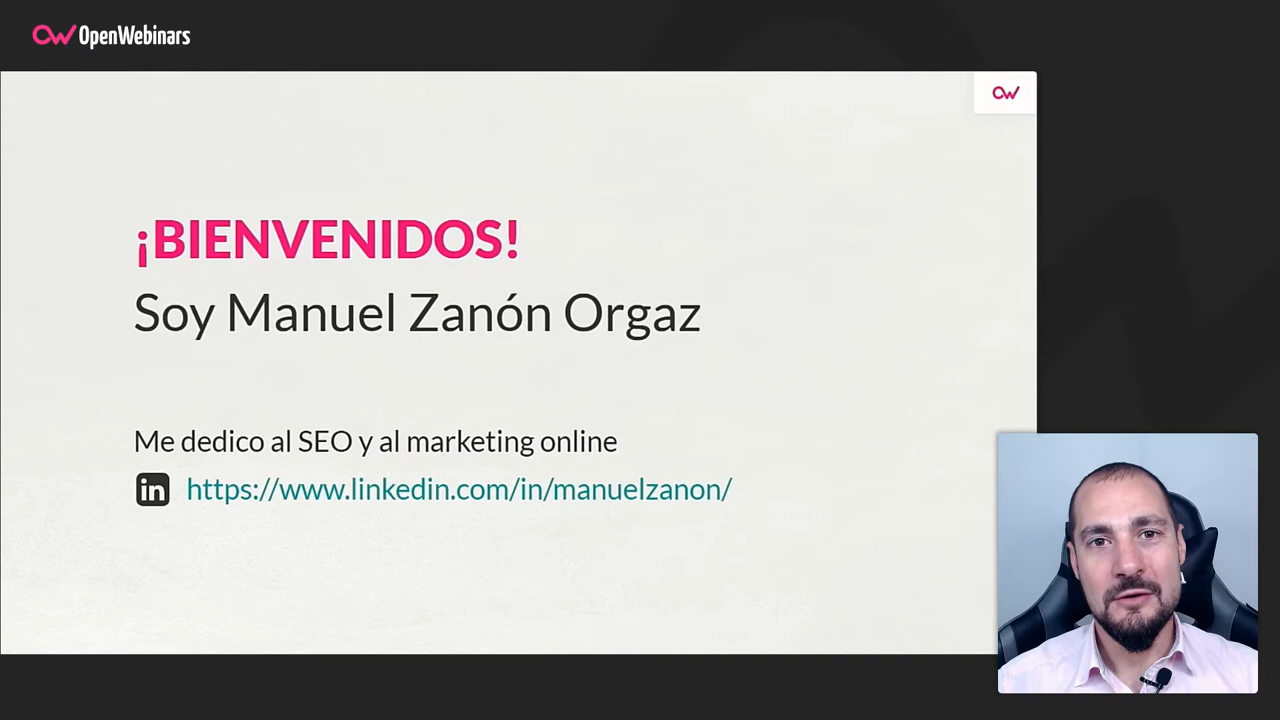 OpenWebinars
¡BIENVENIDOS!
Soy Manuel Zanón Orgaz
Me dedico al SEO y al marketing online
in https://www.linkedin.com/in/manuelzanon/